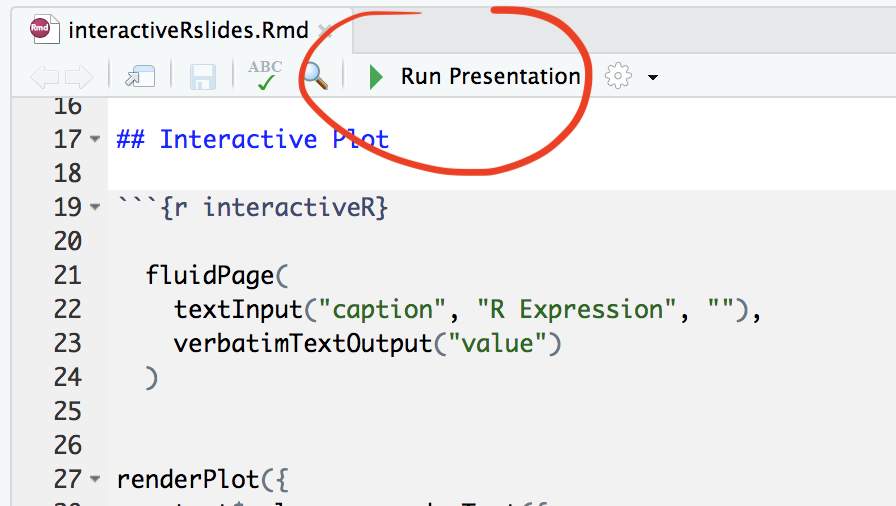 Rmd interactiveRslides.Rmd ×
ABC
Run Presentation
16
17 ## Interactive Plot
18
19 ```{r interactiveR}
20
21 fluidPage(
22 textInput("caption", "R Expression", ""),
23 verbatimTextOutput("value")
24 )
25
26
27 renderPlot({